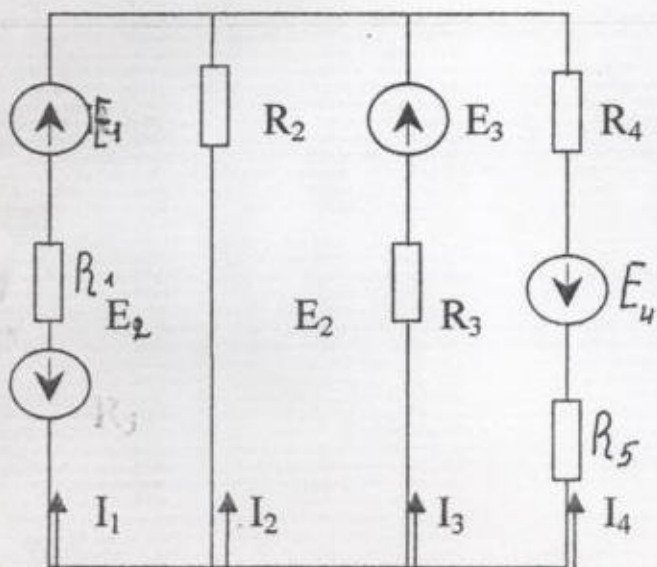 E1 R₂ E₃ R₄
R1
E₂ E₂ R₃ E4
R5
I₁ I₂ I₃ I₄